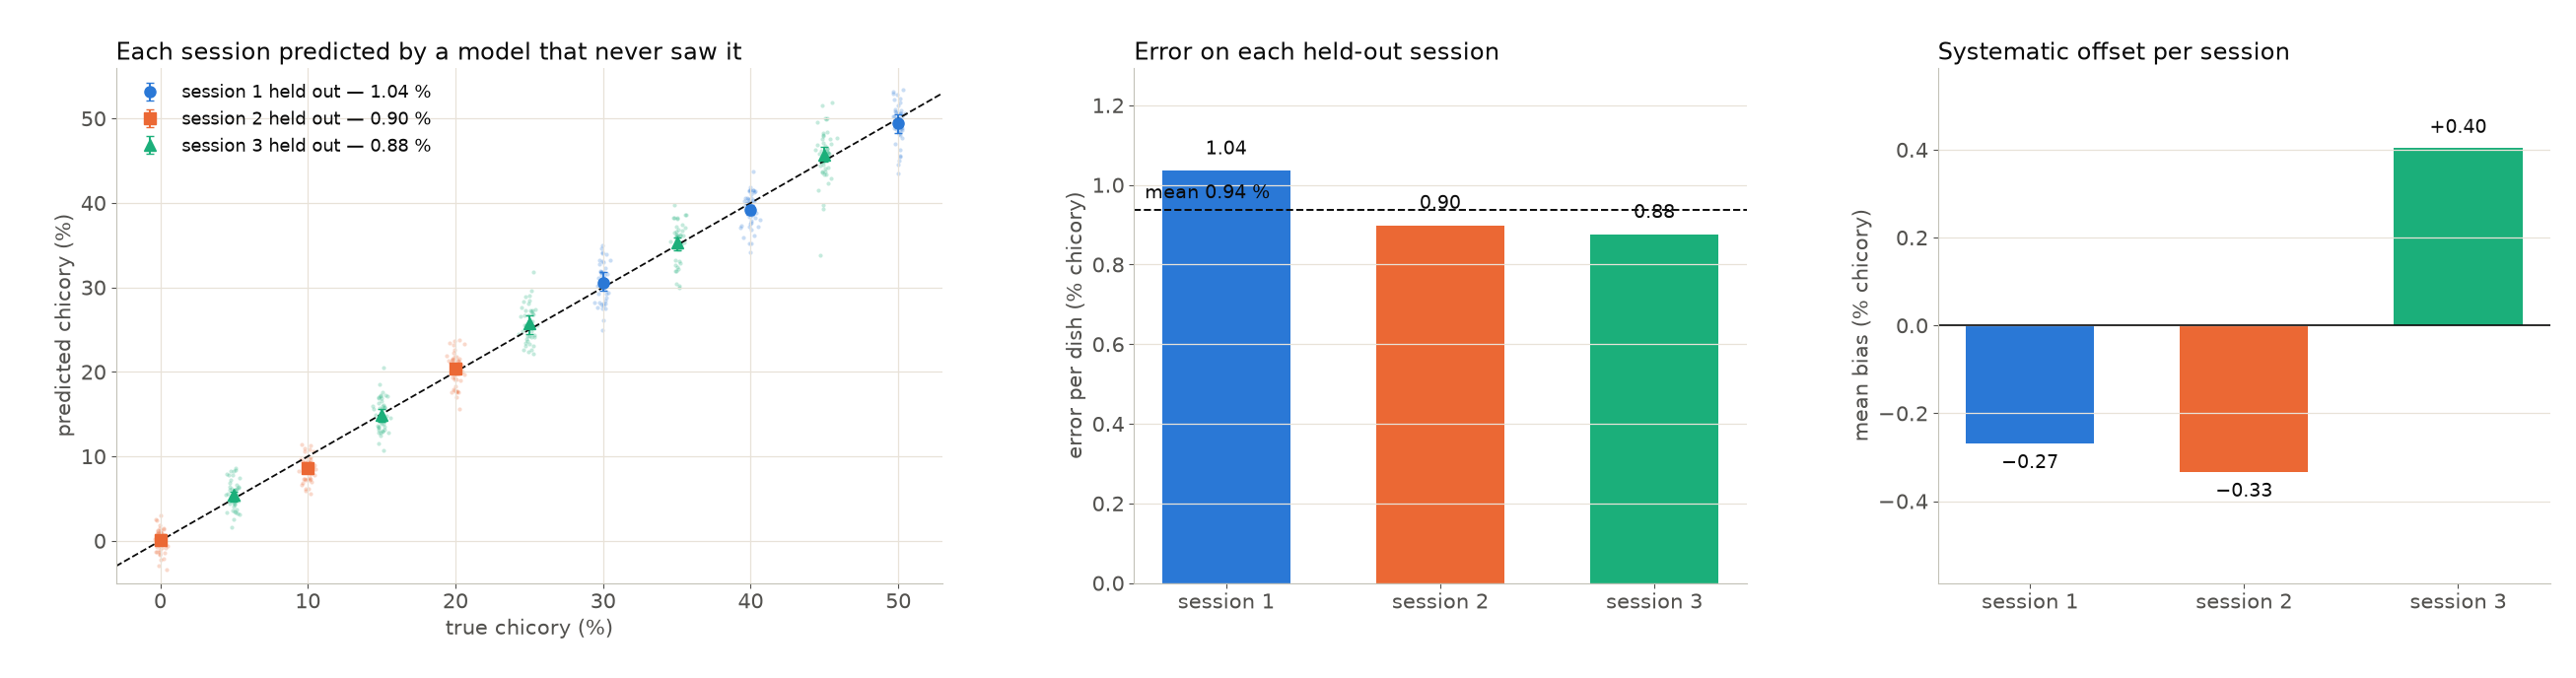 Each session predicted by a model that never saw it
session 1 held out — 1.04 %
session 2 held out — 0.90 %
session 3 held out — 0.88 %
predicted chicory (%)
50
40
30
20
10
0
0 10 20 30 40 50
true chicory (%)
Error on each held-out session
error per dish (% chicory)
1.2
1.0
0.8
0.6
0.4
0.2
0.0
1.04
mean 0.94 %
0.90
0.88
session 1 session 2 session 3
Systematic offset per session
mean bias (% chicory)
0.4
0.2
0.0
−0.2
−0.4
+0.40
−0.27
−0.33
session 1 session 2 session 3